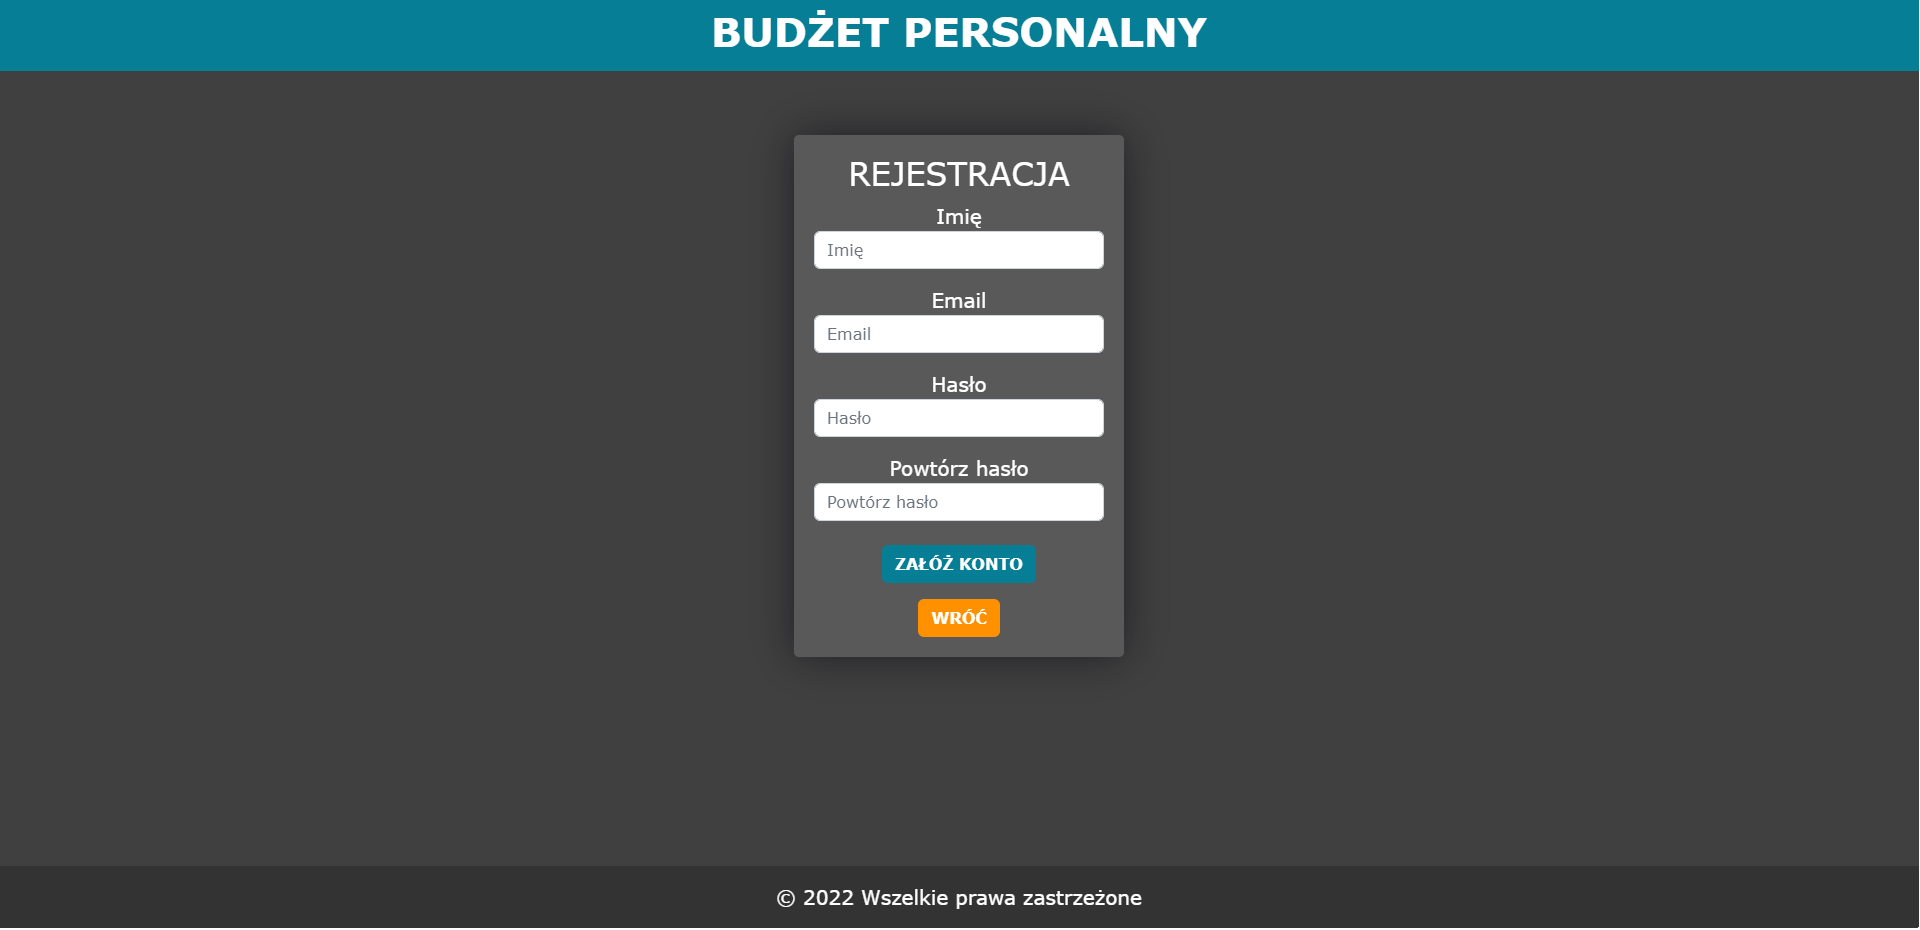 BUDŻET PERSONALNY
REJESTRACJA
Imię
Imię
Email
Email
Hasło
Hasło
Powtórz hasło
Powtórz hasło
ZAŁÓŻ KONTO
WRÓĆ
© 2022 Wszelkie prawa zastrzeżone